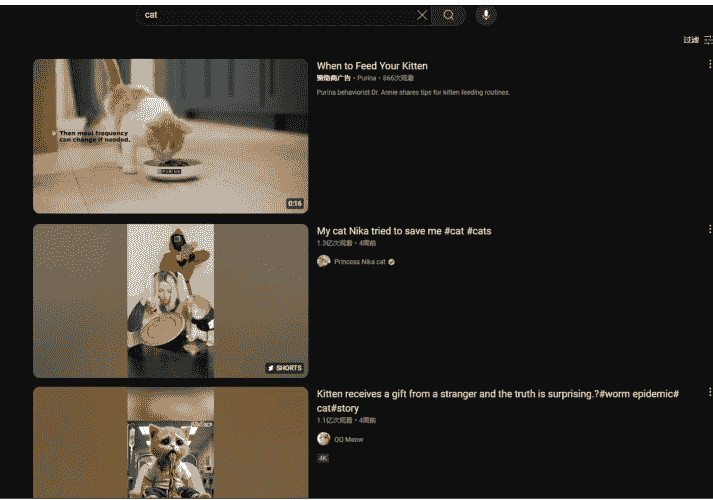 cat
过滤
When to Feed Your Kitten
赞助商广告 · Purina · 866次观看
Purina behaviorist Dr. Annie shares tips for kitten feeding routines.
Then meal frequency
can change if needed.
PURINA
0:16
My cat Nika tried to save me #cat #cats
1.3亿次观看 · 4周前
Princess Nika cat
SHORTS
Kitten receives a gift from a stranger and the truth is surprising.?#worm epidemic#
cat#story
1.1亿次观看 · 4周前
QQ Meow
4K